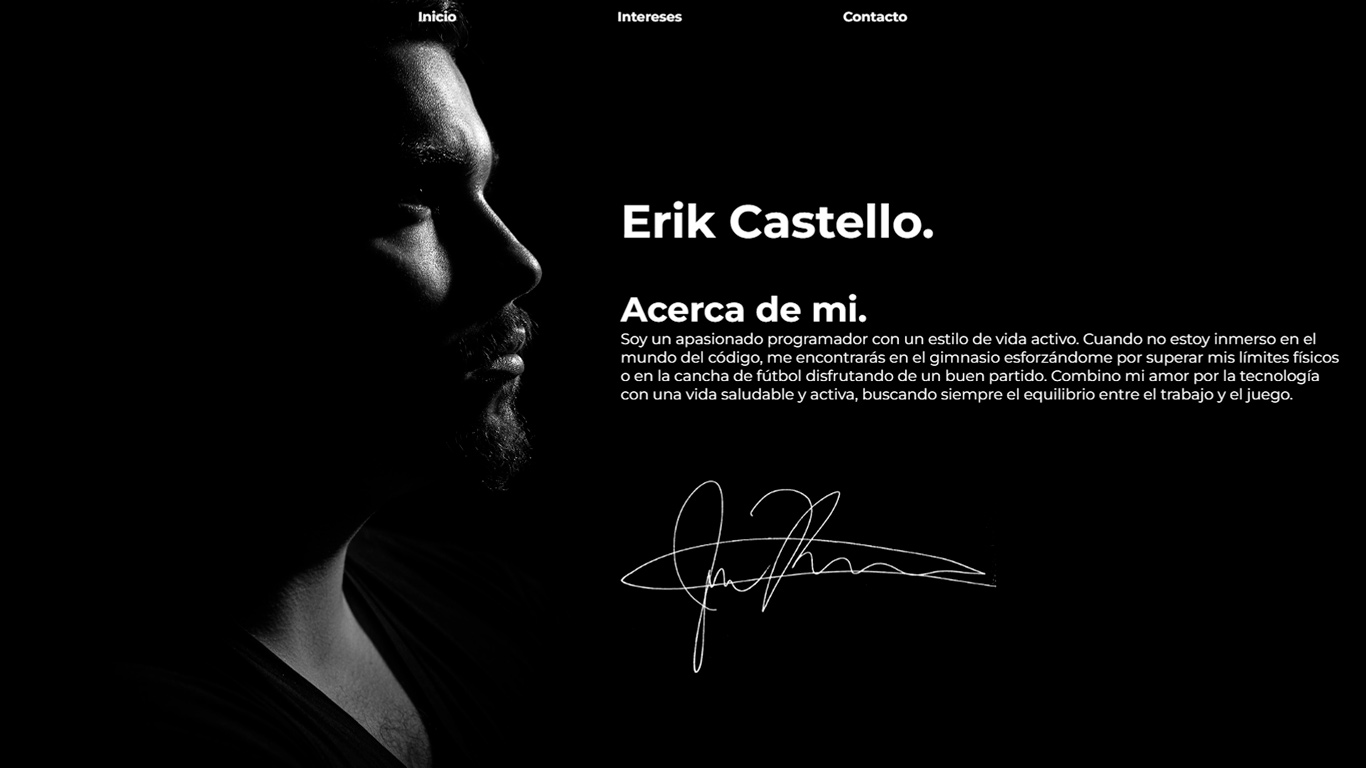 Inicio Intereses Contacto
Erik Castello.
Acerca de mi.
Soy un apasionado programador con un estilo de vida activo. Cuando no estoy inmerso en el
mundo del código, me encontrarás en el gimnasio esforzándome por superar mis límites físicos
o en la cancha de fútbol disfrutando de un buen partido. Combino mi amor por la tecnología
con una vida saludable y activa, buscando siempre el equilibrio entre el trabajo y el juego.